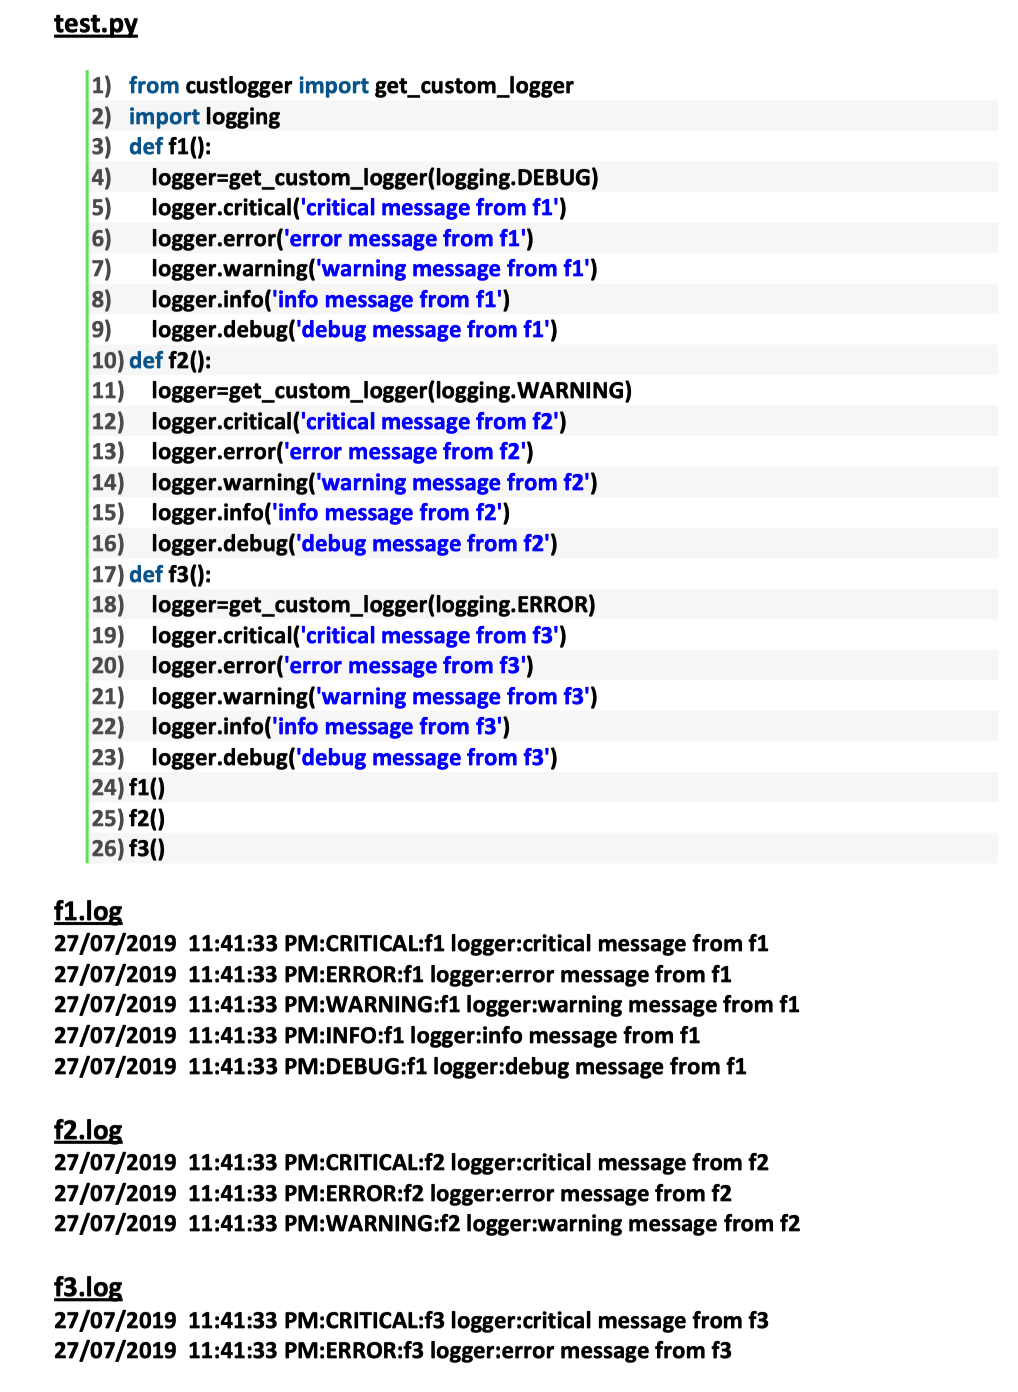 test.py
1) from custlogger import get_custom_logger
2) import logging
3) def f1():
4) logger=get_custom_logger(logging.DEBUG)
5) logger.critical('critical message from f1')
6) logger.error('error message from f1')
7) logger.warning('warning message from f1')
8) logger.info('info message from f1')
9) logger.debug('debug message from f1')
10) def f2():
11) logger=get_custom_logger(logging.WARNING)
12) logger.critical('critical message from f2')
13) logger.error('error message from f2')
14) logger.warning('warning message from f2')
15) logger.info('info message from f2')
16) logger.debug('debug message from f2')
17) def f3():
18) logger=get_custom_logger(logging.ERROR)
19) logger.critical('critical message from f3')
20) logger.error('error message from f3')
21) logger.warning('warning message from f3')
22) logger.info('info message from f3')
23) logger.debug('debug message from f3')
24) f1()
25) f2()
26) f3()
f1.log
27/07/2019 11:41:33 PM:CRITICAL:f1 logger:critical message from f1
27/07/2019 11:41:33 PM:ERROR:f1 logger:error message from f1
27/07/2019 11:41:33 PM:WARNING:f1 logger:warning message from f1
27/07/2019 11:41:33 PM:INFO:f1 logger:info message from f1
27/07/2019 11:41:33 PM:DEBUG:f1 logger:debug message from f1
f2.log
27/07/2019 11:41:33 PM:CRITICAL:f2 logger:critical message from f2
27/07/2019 11:41:33 PM:ERROR:f2 logger:error message from f2
27/07/2019 11:41:33 PM:WARNING:f2 logger:warning message from f2
f3.log
27/07/2019 11:41:33 PM:CRITICAL:f3 logger:critical message from f3
27/07/2019 11:41:33 PM:ERROR:f3 logger:error message from f3